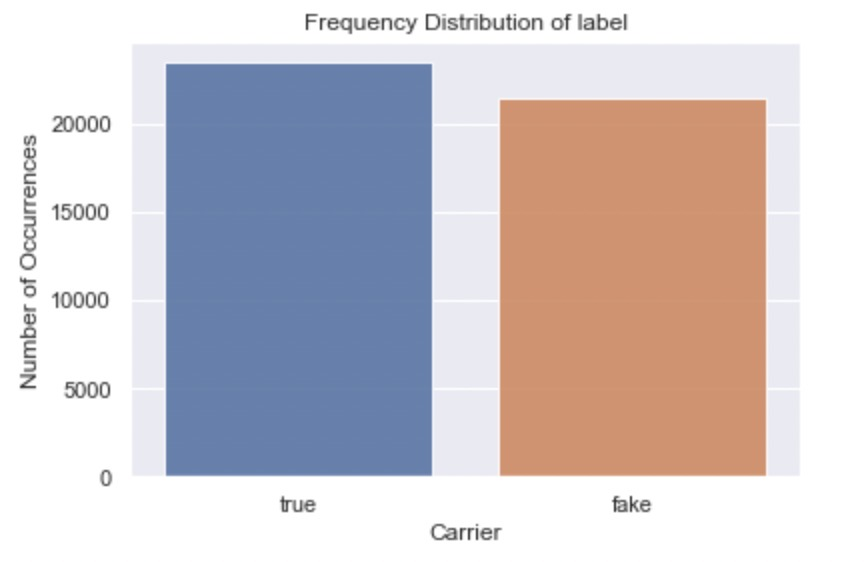 Frequency Distribution of label
Number of Occurrences
20000
15000
10000
5000
0
true
fake
Carrier